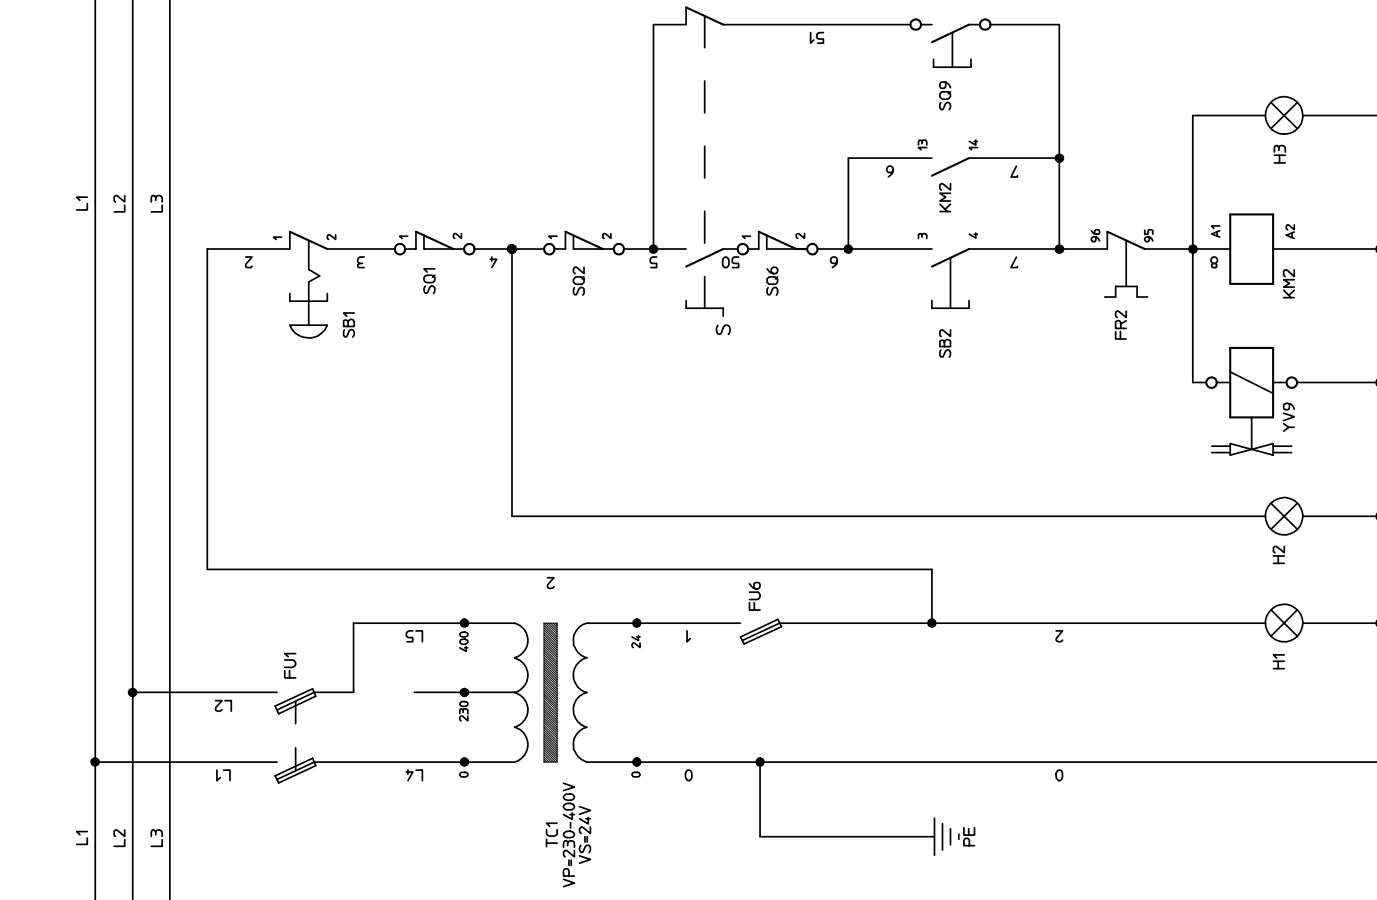 51
SQ9
H3
13
14
6
7
KM2
L1
L2
L3
1
2
2
3
SB1
1
2
SQ1
4
1
2
SQ2
5
S
50
1
2
SQ6
6
3
4
SB2
7
96
95
FR2
8
A1
A2
KM2
YV9
H2
2
FU6
L5
400
24
1
2
H1
FU1
L2
230
L1
L4
0
0
0
0
L1
L2
L3
TC1
VP=230-400V
VS=24V
PE